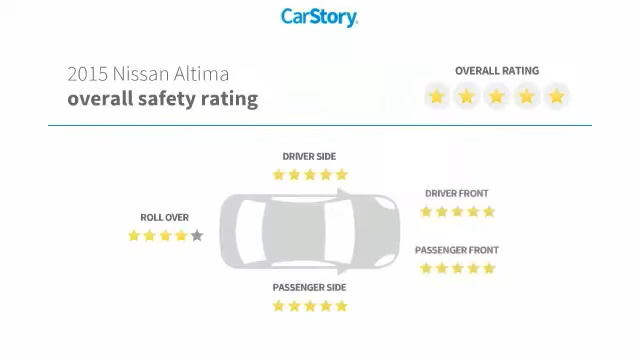 CarStory
2015 Nissan Altima
overall safety rating
OVERALL RATING
DRIVER SIDE
DRIVER FRONT
ROLL OVER
PASSENGER FRONT
PASSENGER SIDE